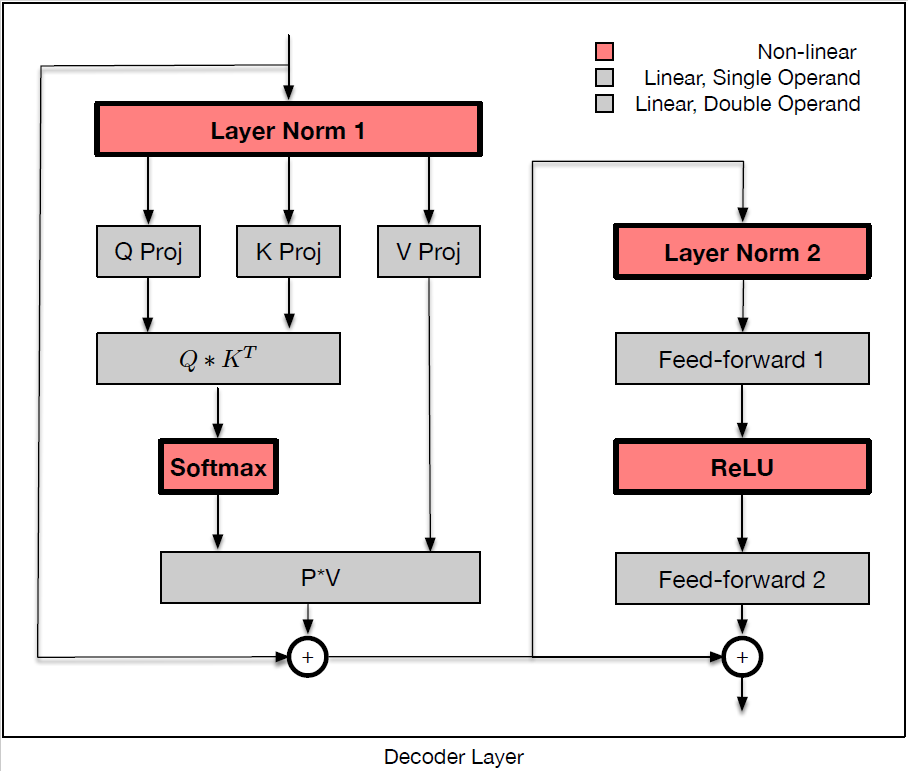 Non-linear
Linear, Single Operand
Linear, Double Operand
Layer Norm 1
Q Proj
K Proj
V Proj
Q ∗ K^T
Softmax
P*V
+
Layer Norm 2
Feed-forward 1
ReLU
Feed-forward 2
+
Decoder Layer